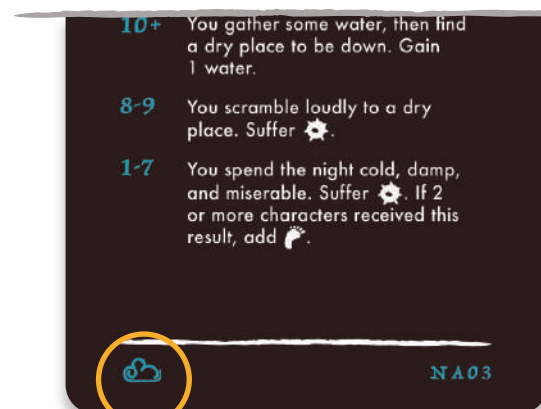 10+ You gather some water, then find
a dry place to be down. Gain
1 water.
8-9 You scramble loudly to a dry
place. Suffer .
1-7 You spend the night cold, damp,
and miserable. Suffer . If 2
or more characters received this
result, add .
NA03